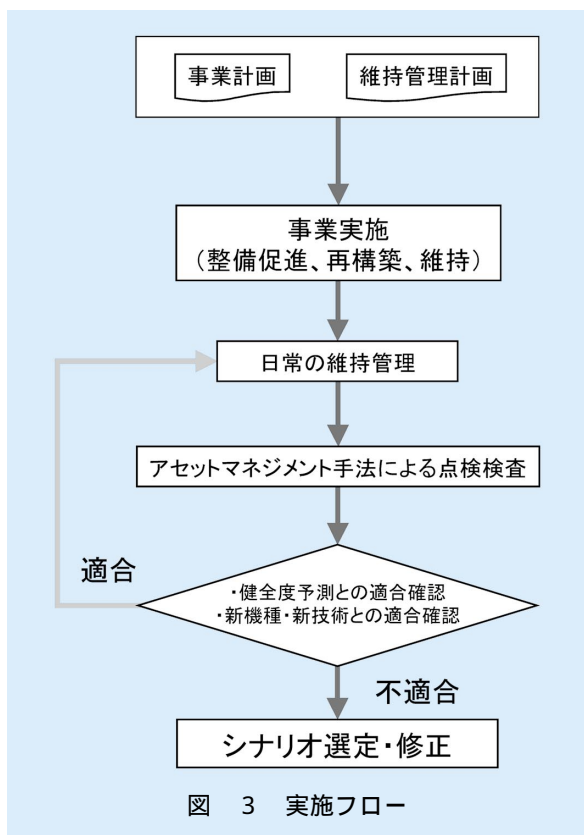 事業計画
維持管理計画
事業実施
(整備促進、再構築、維持)
日常の維持管理
アセットマネジメント手法による点検検査
適合
・健全度予測との適合確認
・新機種・新技術との適合確認
不適合
シナリオ選定・修正
図 3 実施フロー